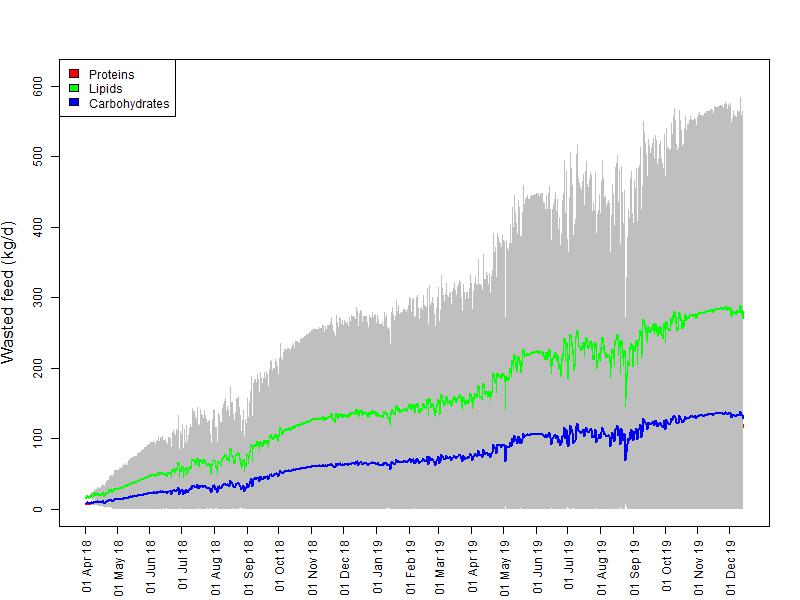 Proteins
Lipids
Carbohydrates
Wasted feed (kg/d)
600
500
400
300
200
100
0
01 Apr 18
01 May 18
01 Jun 18
01 Jul 18
01 Aug 18
01 Sep 18
01 Oct 18
01 Nov 18
01 Dec 18
01 Jan 19
01 Feb 19
01 Mar 19
01 Apr 19
01 May 19
01 Jun 19
01 Jul 19
01 Aug 19
01 Sep 19
01 Oct 19
01 Nov 19
01 Dec 19